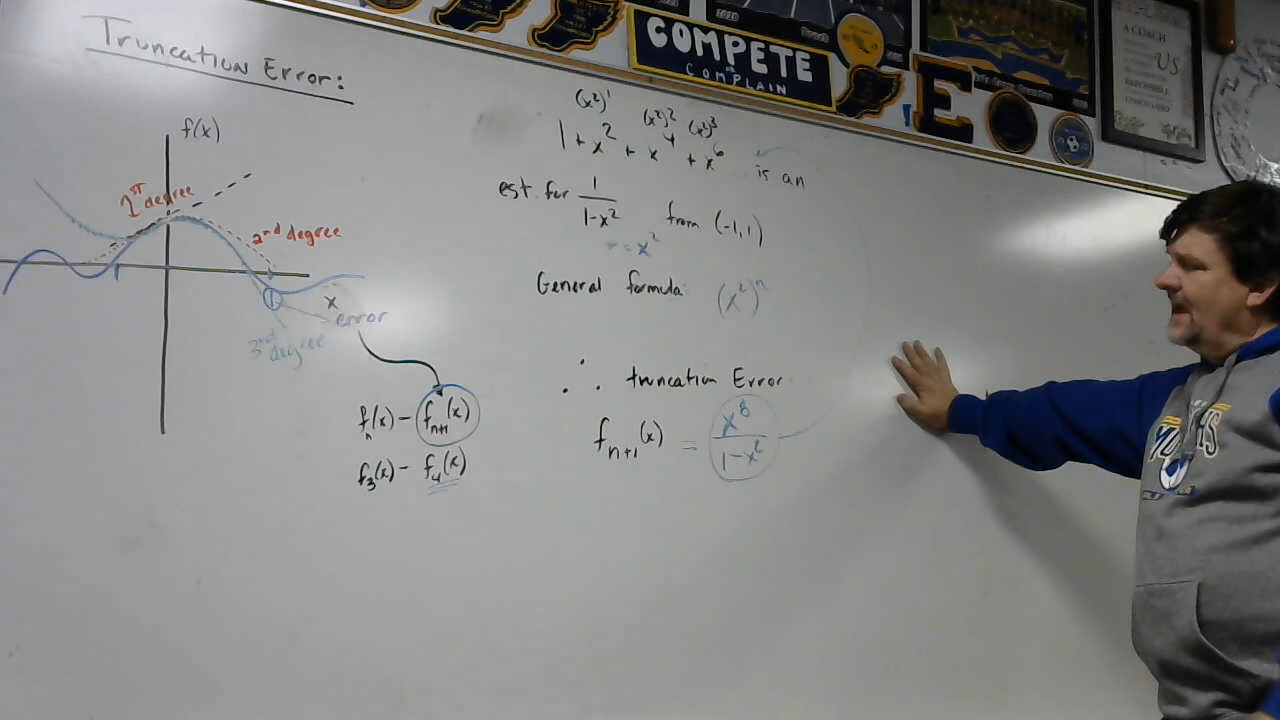 Truncation Error:
f(x)
1st degree
2nd degree
3rd degree
x
error
f_n(x) - f_{n+1}(x)
f_3(x) - f_4(x)
(x²)¹ (x²)² (x²)³
1 + x² + x⁴ + x⁶ is an
est. for 1/(1-x²) from (-1,1)
r = x²
General formula: (x²)ⁿ
∴ truncation Error
f_{n+1}(x) = x⁸/(1-x²)
COMPETE
COMPLAIN
E
A COACH
US